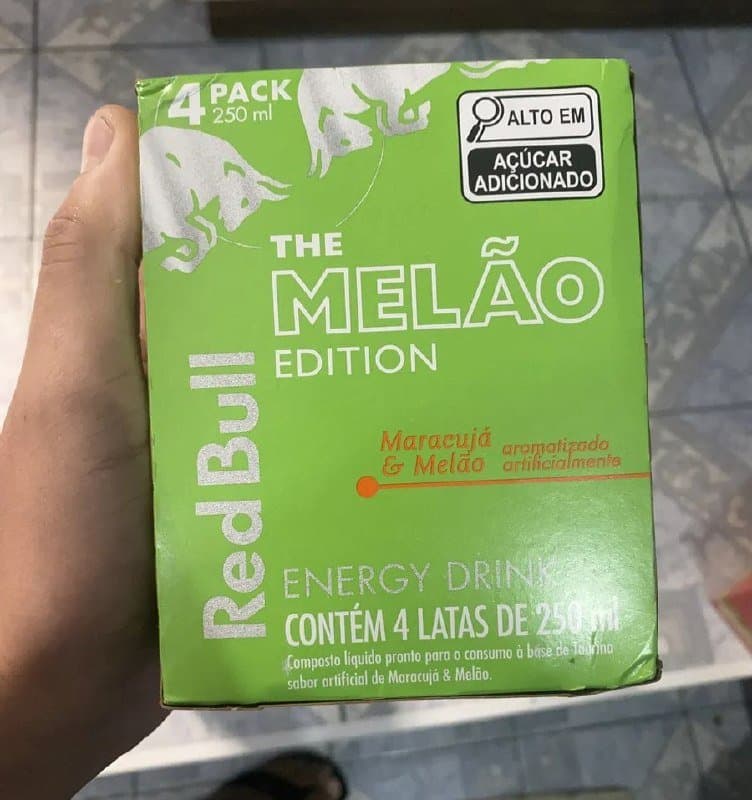 4 PACK
250 ml
ALTO EM
AÇÚCAR
ADICIONADO
THE
MELÃO
EDITION
Red Bull
Maracujá
& Melão
aromatizado
artificialmente
ENERGY DRINK
CONTÉM 4 LATAS DE 250 ml
Composto líquido pronto para o consumo à base de Taurina
sabor artificial de Maracujá & Melão.